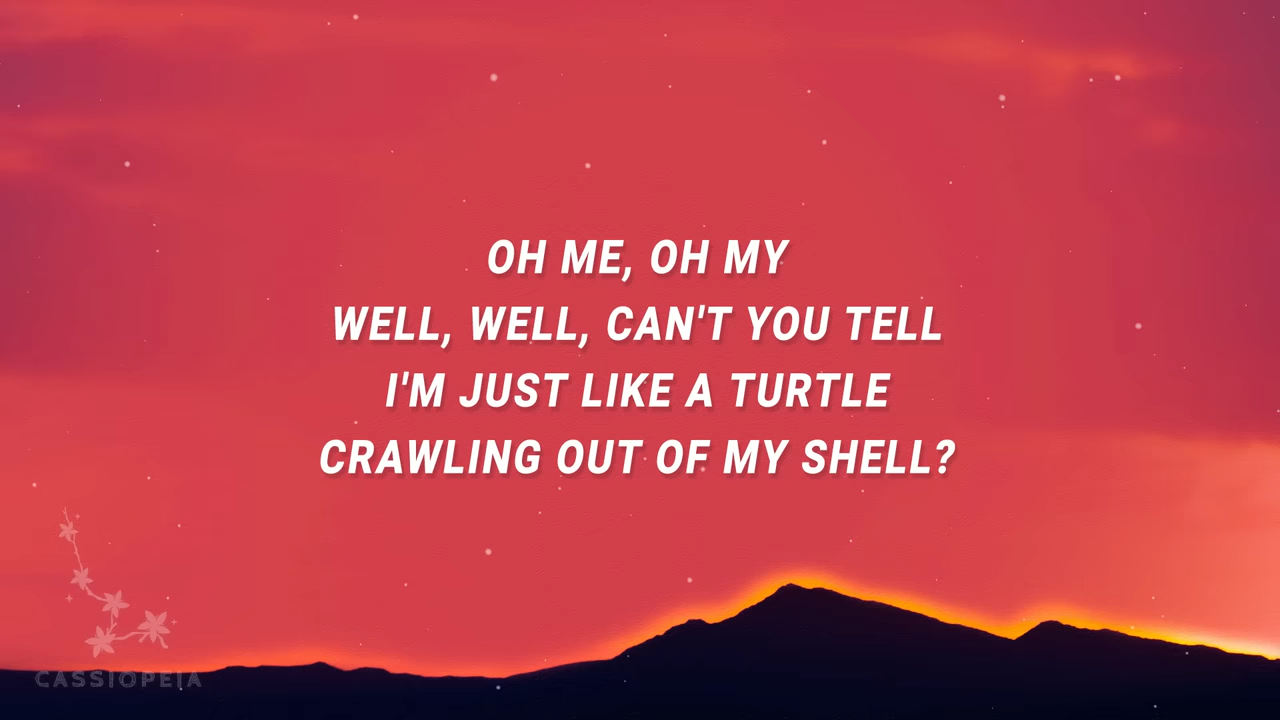 OH ME, OH MY
WELL, WELL, CAN'T YOU TELL
I'M JUST LIKE A TURTLE
CRAWLING OUT OF MY SHELL?
CASSIOPEIA